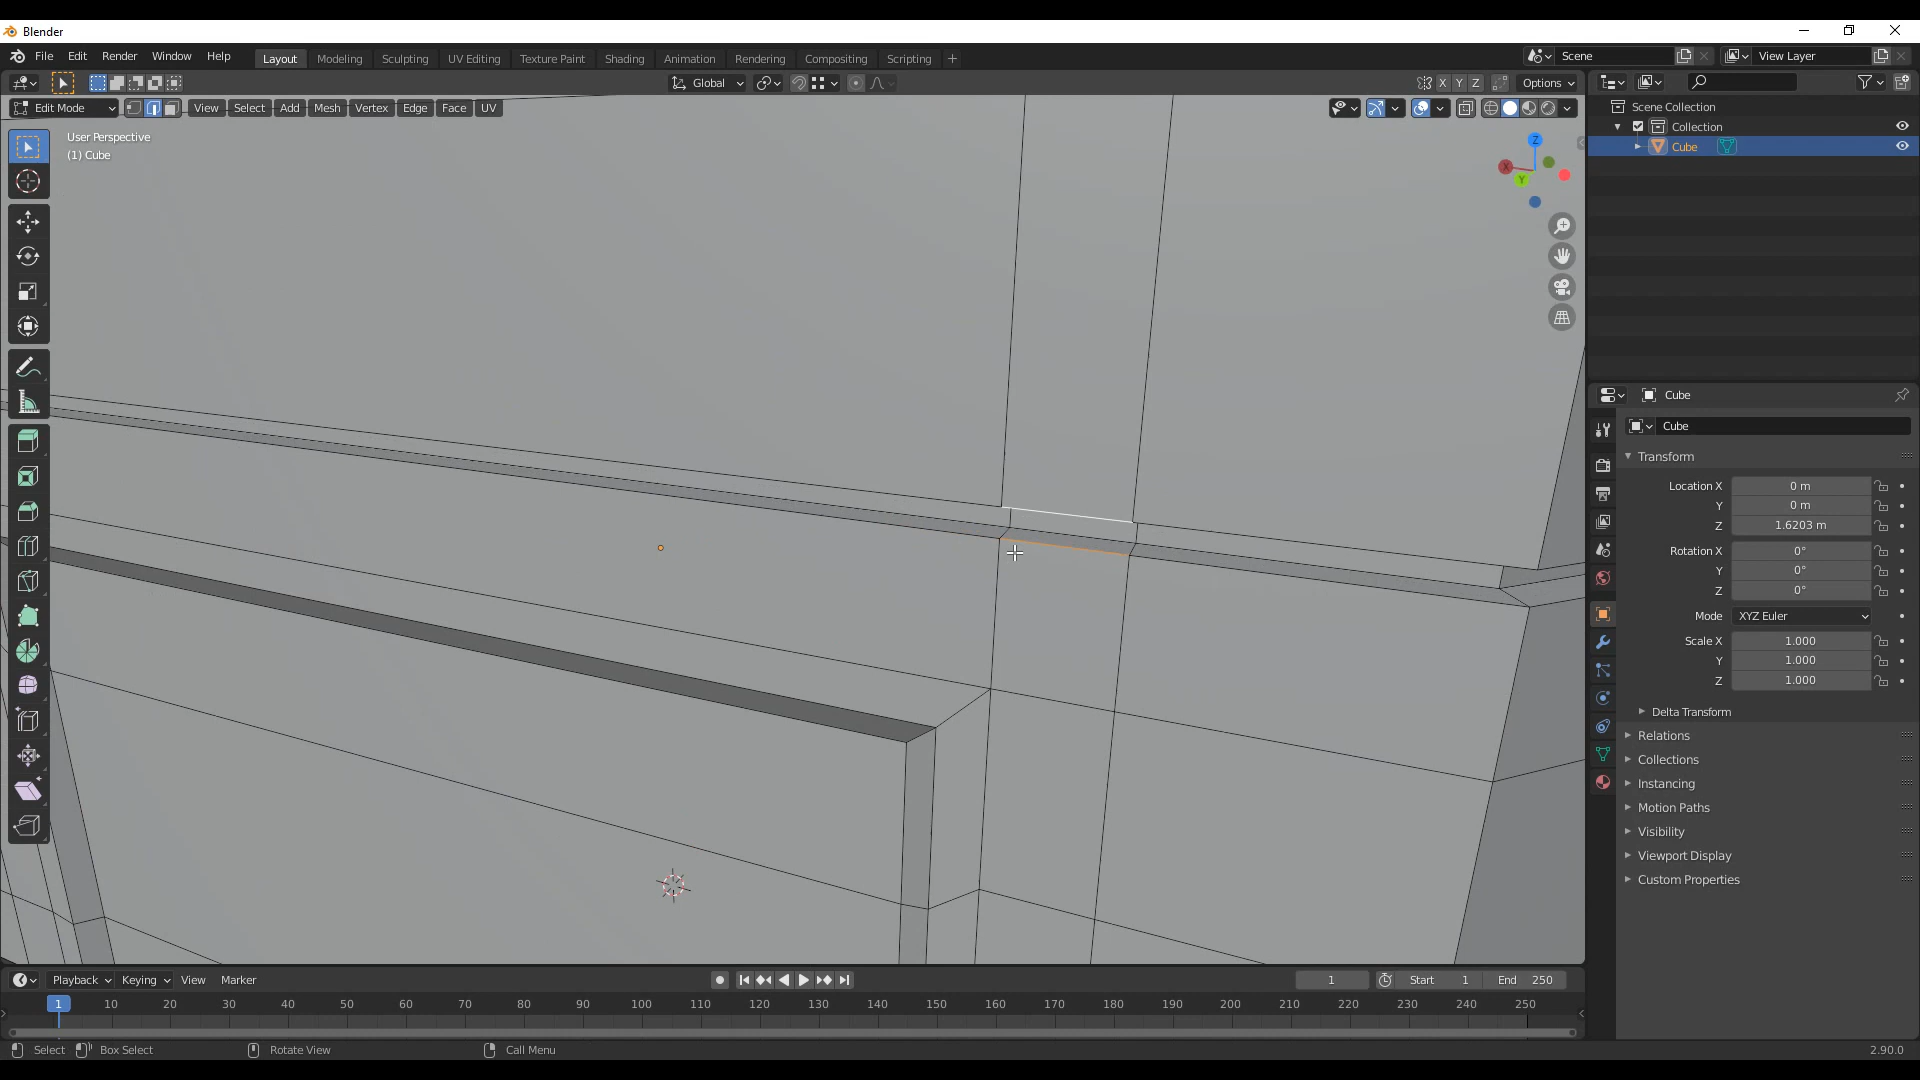 Blender
File Edit Render Window Help Layout Modeling Sculpting UV Editing Texture Paint Shading Animation Rendering Compositing Scripting + Scene View Layer
Global X Y Z Options
Edit Mode View Select Add Mesh Vertex Edge Face UV
User Perspective
(1) Cube
Z
X
Y
Scene Collection
Collection
Cube
Cube
Cube
Transform
Location X 0 m
Y 0 m
Z 1.6203 m
Rotation X 0°
Y 0°
Z 0°
Mode XYZ Euler
Scale X 1.000
Y 1.000
Z 1.000
Delta Transform
Relations
Collections
Instancing
Motion Paths
Visibility
Viewport Display
Custom Properties
Playback Keying View Marker 1 Start 1 End 250
1 10 20 30 40 50 60 70 80 90 100 110 120 130 140 150 160 170 180 190 200 210 220 230 240 250
Select Box Select Rotate View Call Menu 2.90.0